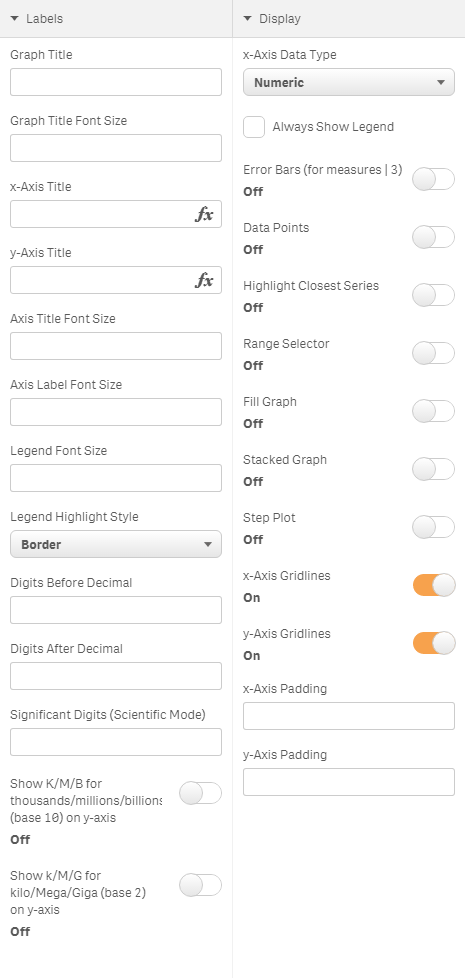 Labels
Graph Title
Graph Title Font Size
x-Axis Title
fx
y-Axis Title
fx
Axis Title Font Size
Axis Label Font Size
Legend Font Size
Legend Highlight Style
Border
Digits Before Decimal
Digits After Decimal
Significant Digits (Scientific Mode)
Show K/M/B for
thousands/millions/billions
(base 10) on y-axis
Off
Show k/M/G for
kilo/Mega/Giga (base 2)
on y-axis
Off
Display
x-Axis Data Type
Numeric
Always Show Legend
Error Bars (for measures | 3)
Off
Data Points
Off
Highlight Closest Series
Off
Range Selector
Off
Fill Graph
Off
Stacked Graph
Off
Step Plot
Off
x-Axis Gridlines
On
y-Axis Gridlines
On
x-Axis Padding
y-Axis Padding